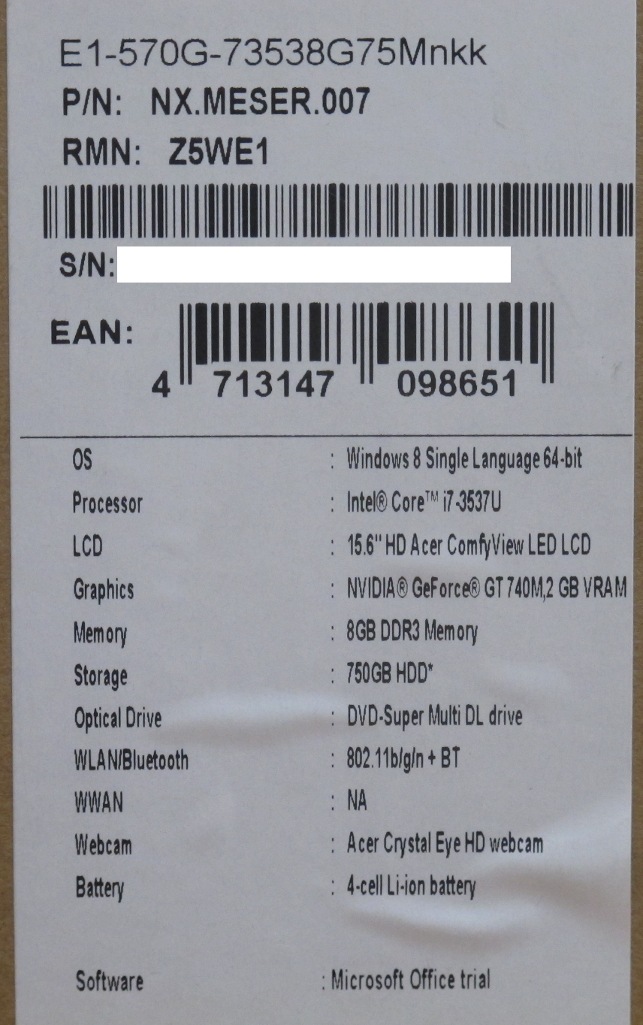 E1-570G-73538G75Mnkk
P/N: NX.MESER.007
RMN: Z5WE1
S/N:
EAN:
4 713147 098651
OS : Windows 8 Single Language 64-bit
Processor : Intel® Core™ i7-3537U
LCD : 15.6" HD Acer ComfyView LED LCD
Graphics : NVIDIA® GeForce® GT 740M,2 GB VRAM
Memory : 8GB DDR3 Memory
Storage : 750GB HDD*
Optical Drive : DVD-Super Multi DL drive
WLAN/Bluetooth : 802.11b/g/n + BT
WWAN : NA
Webcam : Acer Crystal Eye HD webcam
Battery : 4-cell Li-ion battery
Software : Microsoft Office trial